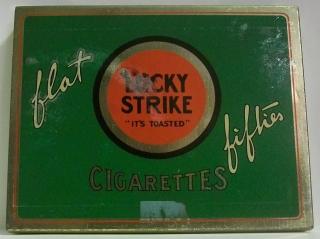 flat
LUCKY
STRIKE
"IT'S TOASTED"
fifties
CIGARETTES